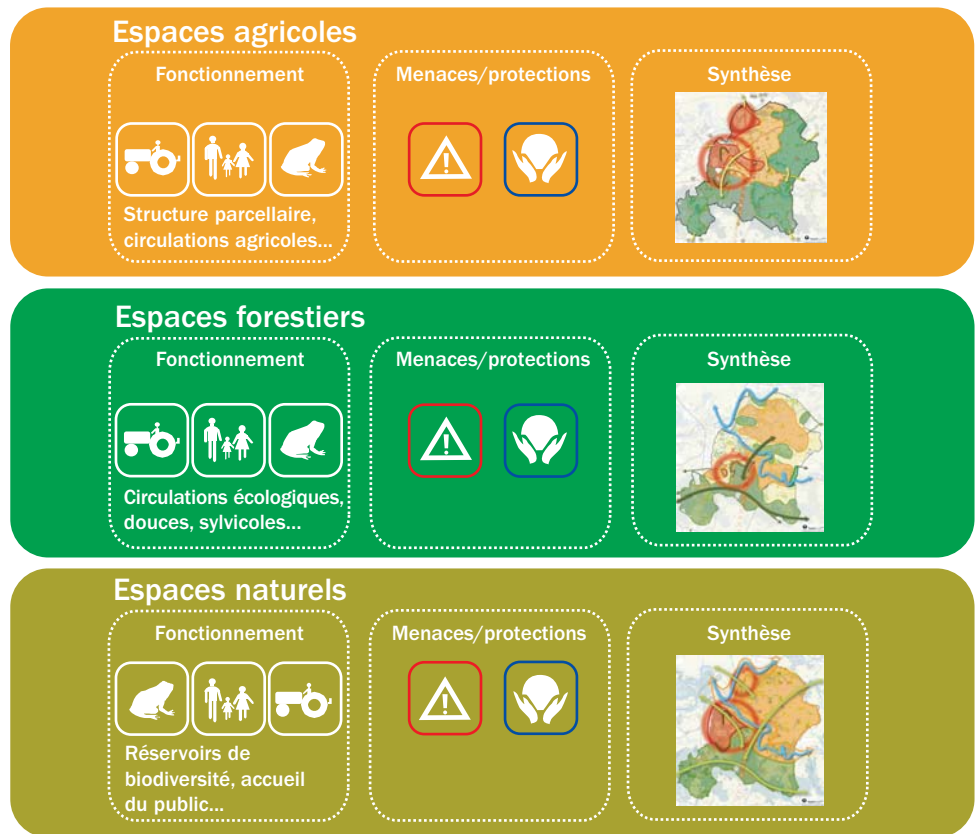 Espaces agricoles
Fonctionnement
Structure parcellaire,
circulations agricoles...
Menaces/protections
Synthèse
Espaces forestiers
Fonctionnement
Circulations écologiques,
douces, sylvicoles...
Menaces/protections
Synthèse
Espaces naturels
Fonctionnement
Réservoirs de
biodiversité, accueil
du public...
Menaces/protections
Synthèse